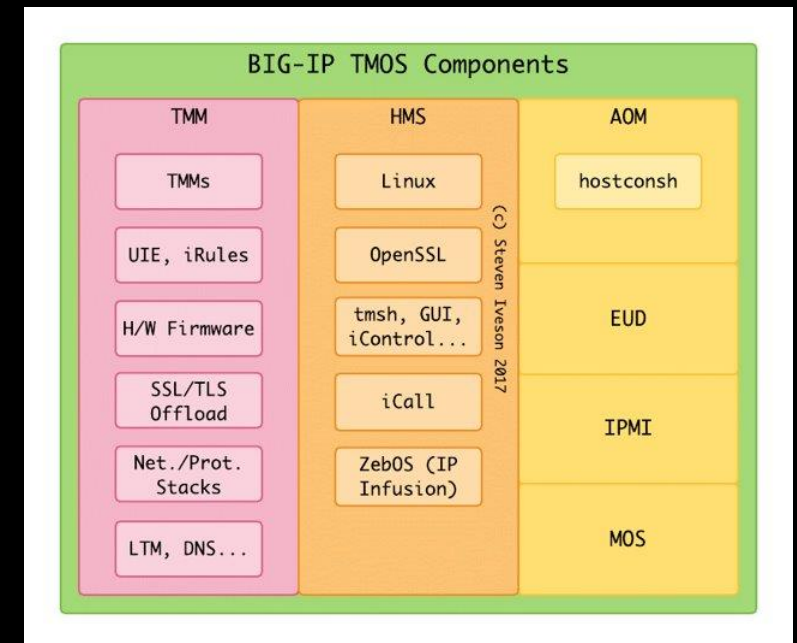 BIG-IP TMOS Components
TMM
TMMs
UIE, iRules
H/W Firmware
SSL/TLS
Offload
Net./Prot.
Stacks
LTM, DNS...
HMS
Linux
OpenSSL
tmsh, GUI,
iControl...
iCall
ZebOS (IP
Infusion)
(c) Steven Iveson 2017
AOM
hostconsh
EUD
IPMI
MOS